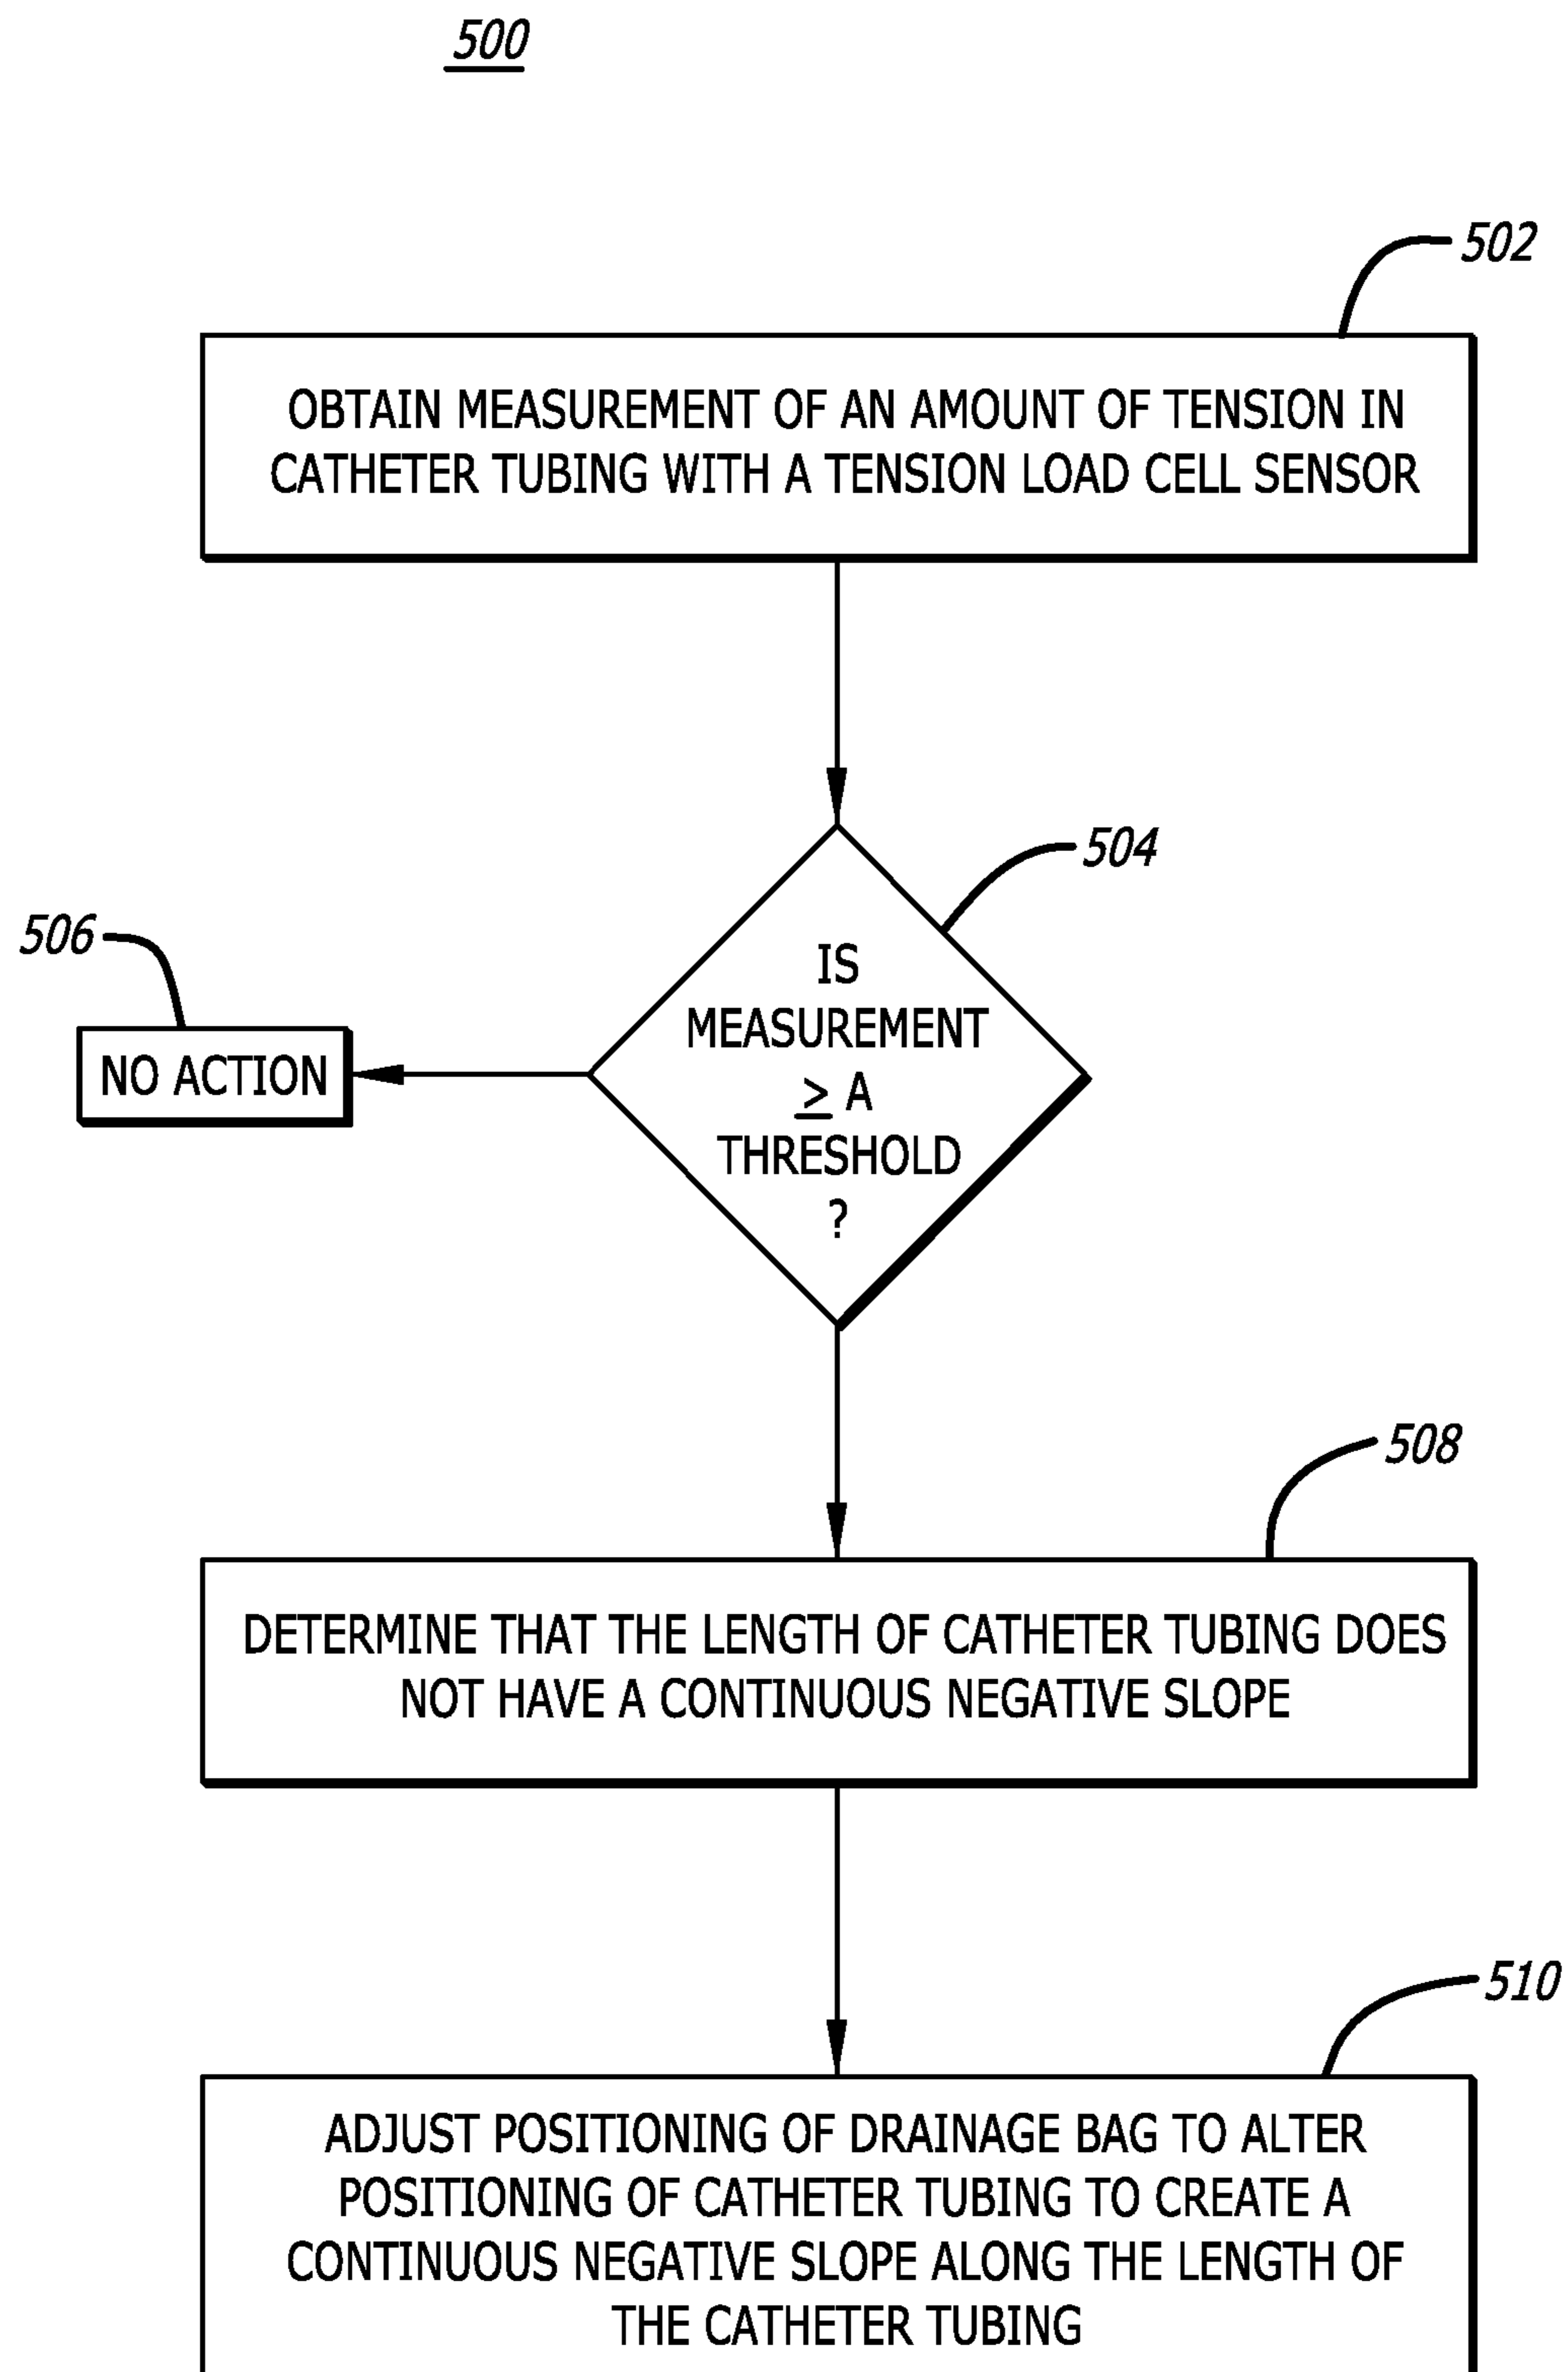 500
502
OBTAIN MEASUREMENT OF AN AMOUNT OF TENSION IN
CATHETER TUBING WITH A TENSION LOAD CELL SENSOR
504
506
IS
MEASUREMENT
≥ A
THRESHOLD
?
NO ACTION
508
DETERMINE THAT THE LENGTH OF CATHETER TUBING DOES
NOT HAVE A CONTINUOUS NEGATIVE SLOPE
510
ADJUST POSITIONING OF DRAINAGE BAG TO ALTER
POSITIONING OF CATHETER TUBING TO CREATE A
CONTINUOUS NEGATIVE SLOPE ALONG THE LENGTH OF
THE CATHETER TUBING